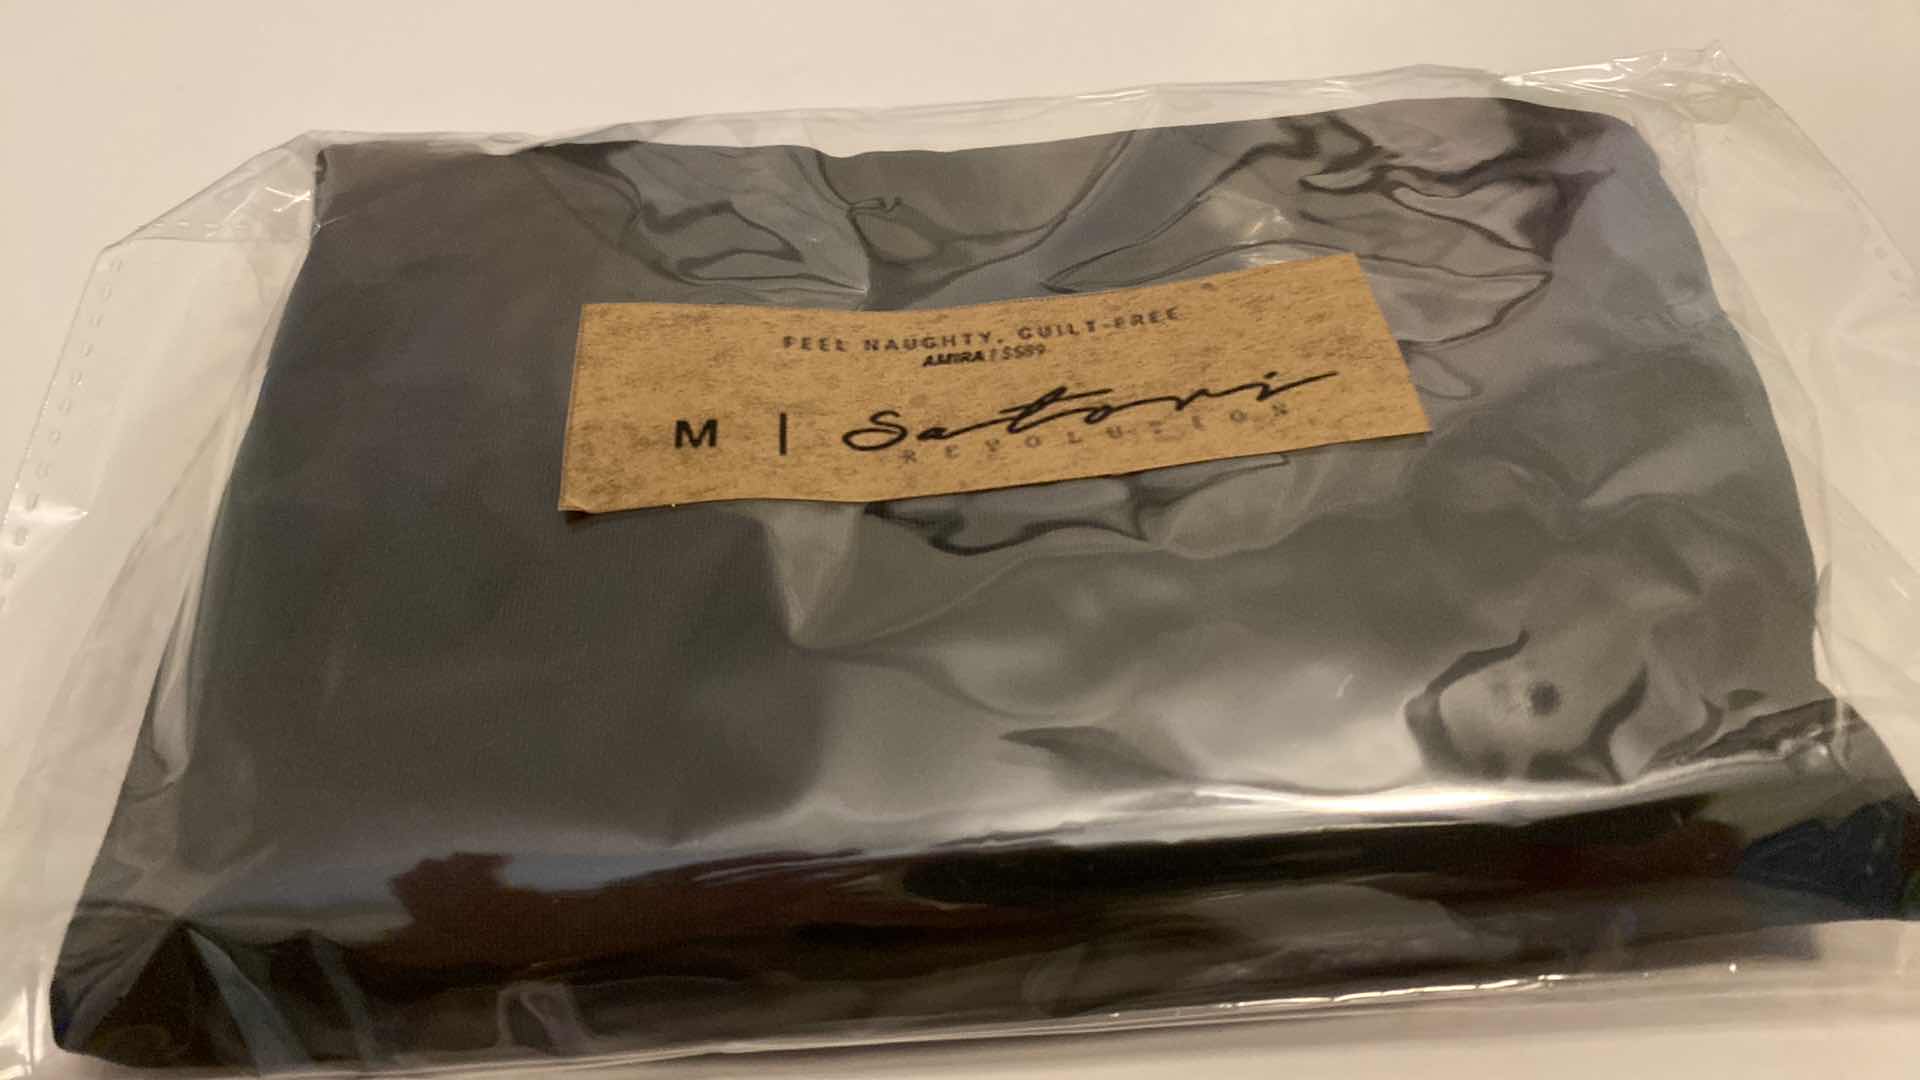 FEEL NAUGHTY, GUILT-FREE
AMIRA / SS89
M | Satori
REVOLUTION